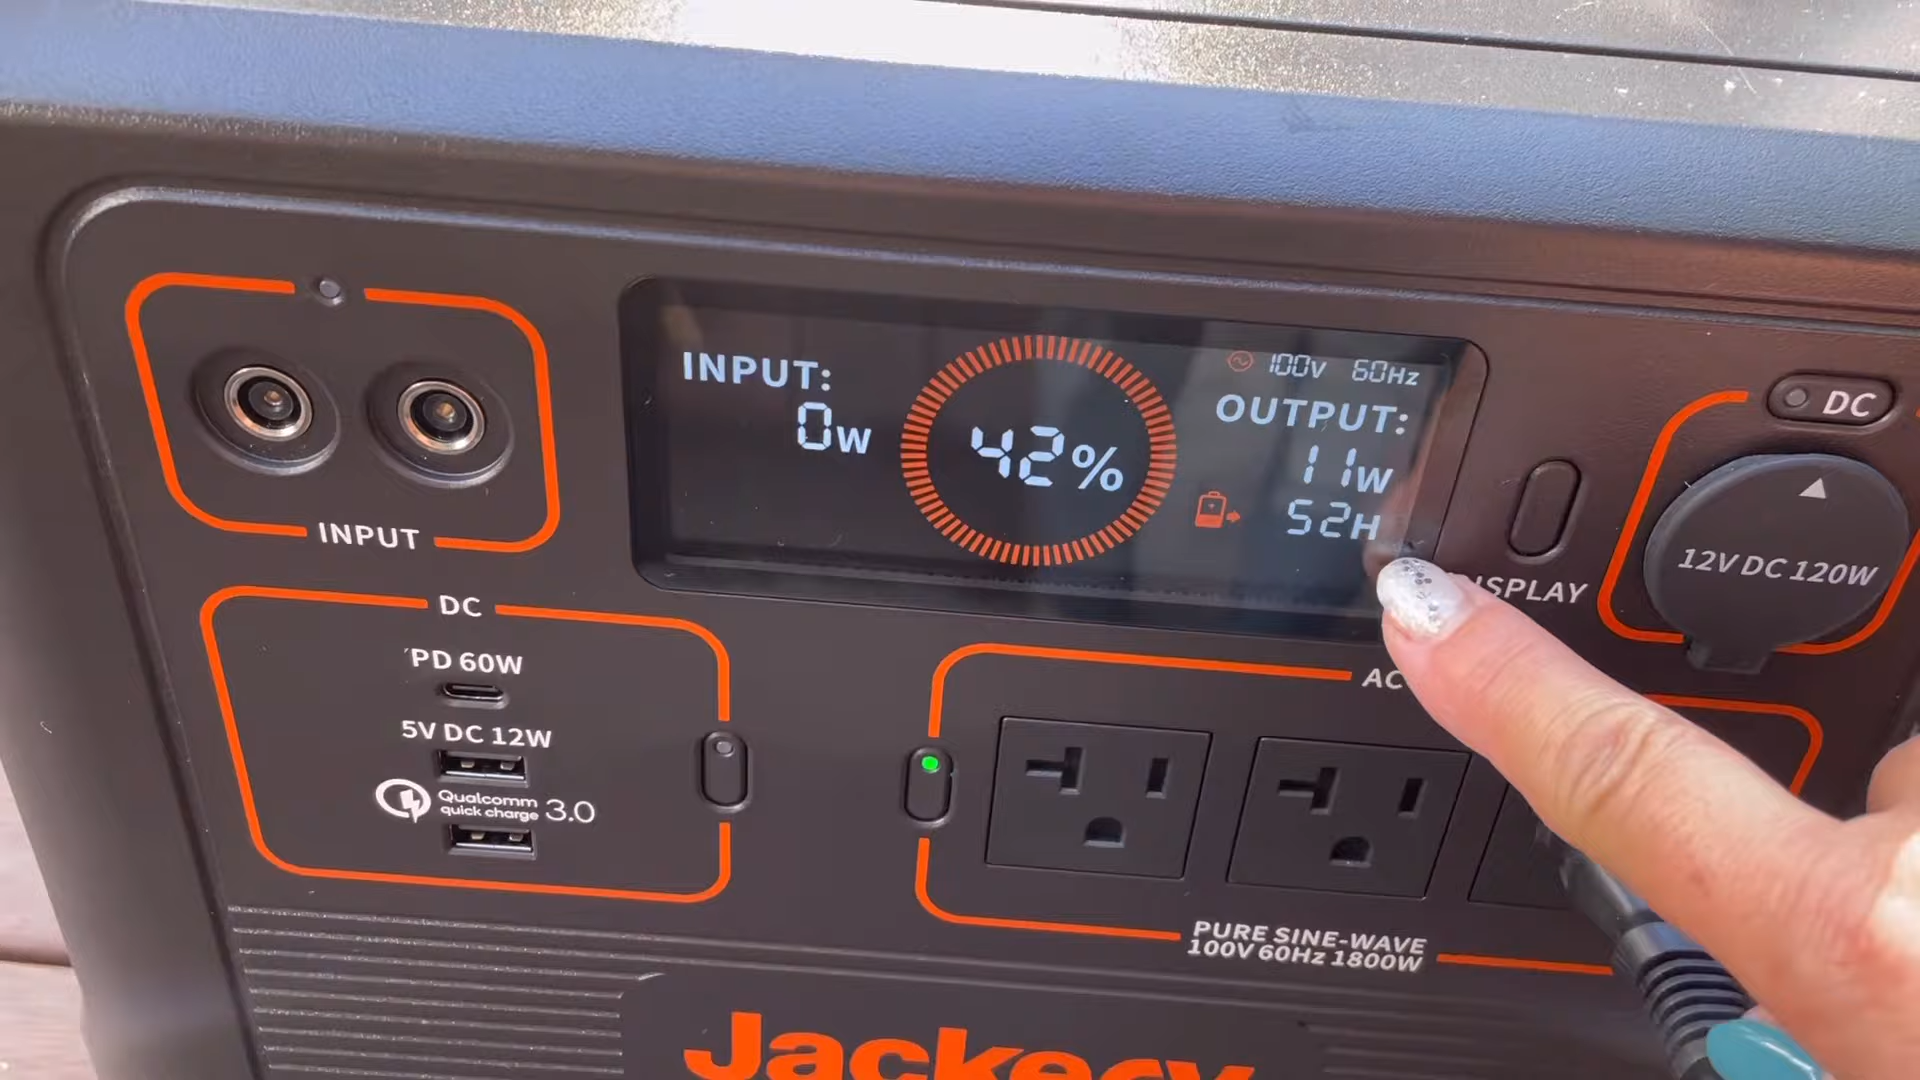 INPUT:
0W
42%
100V 60Hz
OUTPUT:
11W
52H
INPUT
DC
12V DC 120W
DC
PD 60W
5V DC 12W
Qualcomm
quick charge 3.0
AC
PURE SINE-WAVE
100V 60Hz 1800W
Jackery